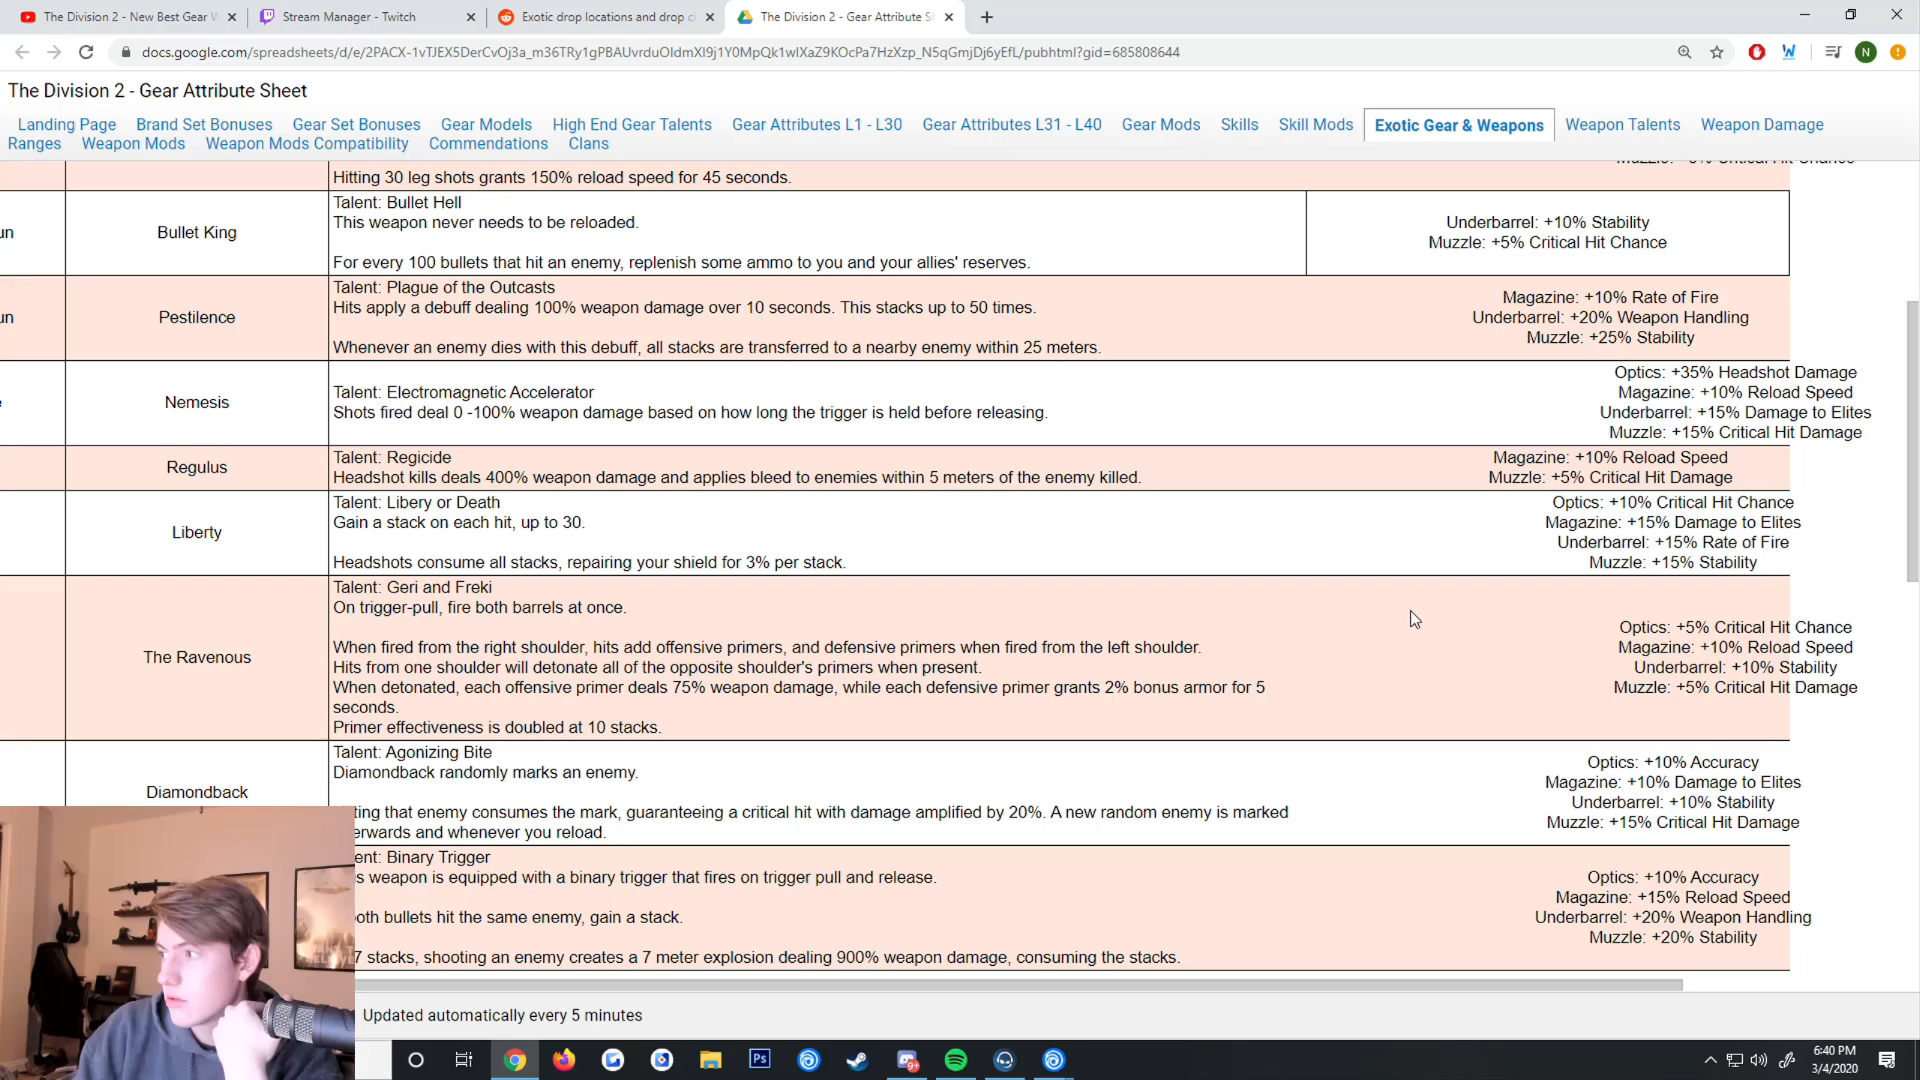 The Division 2 - New Best Gear
Stream Manager - Twitch
Exotic drop locations and drop c
The Division 2 - Gear Attribute S
docs.google.com/spreadsheets/d/e/2PACX-1vTJEX5DerCvOj3a_m36TRy1gPBAUvrduOIdmXI9j1Y0MpQk1wIXaZ9KOcPa7HzXzp_N5qGmjDj6yEfL/pubhtml?gid=685808644
N
The Division 2 - Gear Attribute Sheet
Landing Page Brand Set Bonuses Gear Set Bonuses Gear Models High End Gear Talents Gear Attributes L1 - L30 Gear Attributes L31 - L40 Gear Mods Skills Skill Mods Exotic Gear & Weapons Weapon Talents Weapon Damage
Ranges Weapon Mods Weapon Mods Compatibility Commendations Clans
Hitting 30 leg shots grants 150% reload speed for 45 seconds.
un
Bullet King
Talent: Bullet Hell
This weapon never needs to be reloaded.
For every 100 bullets that hit an enemy, replenish some ammo to you and your allies' reserves.
Underbarrel: +10% Stability
Muzzle: +5% Critical Hit Chance
un
Pestilence
Talent: Plague of the Outcasts
Hits apply a debuff dealing 100% weapon damage over 10 seconds. This stacks up to 50 times.
Whenever an enemy dies with this debuff, all stacks are transferred to a nearby enemy within 25 meters.
Magazine: +10% Rate of Fire
Underbarrel: +20% Weapon Handling
Muzzle: +25% Stability
Nemesis
Talent: Electromagnetic Accelerator
Shots fired deal 0 -100% weapon damage based on how long the trigger is held before releasing.
Optics: +35% Headshot Damage
Magazine: +10% Reload Speed
Underbarrel: +15% Damage to Elites
Muzzle: +15% Critical Hit Damage
Regulus
Talent: Regicide
Headshot kills deals 400% weapon damage and applies bleed to enemies within 5 meters of the enemy killed.
Magazine: +10% Reload Speed
Muzzle: +5% Critical Hit Damage
Liberty
Talent: Libery or Death
Gain a stack on each hit, up to 30.
Headshots consume all stacks, repairing your shield for 3% per stack.
Optics: +10% Critical Hit Chance
Magazine: +15% Damage to Elites
Underbarrel: +15% Rate of Fire
Muzzle: +15% Stability
The Ravenous
Talent: Geri and Freki
On trigger-pull, fire both barrels at once.
When fired from the right shoulder, hits add offensive primers, and defensive primers when fired from the left shoulder.
Hits from one shoulder will detonate all of the opposite shoulder's primers when present.
When detonated, each offensive primer deals 75% weapon damage, while each defensive primer grants 2% bonus armor for 5
seconds.
Primer effectiveness is doubled at 10 stacks.
Optics: +5% Critical Hit Chance
Magazine: +10% Reload Speed
Underbarrel: +10% Stability
Muzzle: +5% Critical Hit Damage
Diamondback
Talent: Agonizing Bite
Diamondback randomly marks an enemy.
ting that enemy consumes the mark, guaranteeing a critical hit with damage amplified by 20%. A new random enemy is marked
erwards and whenever you reload.
Optics: +10% Accuracy
Magazine: +10% Damage to Elites
Underbarrel: +10% Stability
Muzzle: +15% Critical Hit Damage
ent: Binary Trigger
s weapon is equipped with a binary trigger that fires on trigger pull and release.
oth bullets hit the same enemy, gain a stack.
7 stacks, shooting an enemy creates a 7 meter explosion dealing 900% weapon damage, consuming the stacks.
Optics: +10% Accuracy
Magazine: +15% Reload Speed
Underbarrel: +20% Weapon Handling
Muzzle: +20% Stability
Updated automatically every 5 minutes
Ps
6:40 PM
3/4/2020